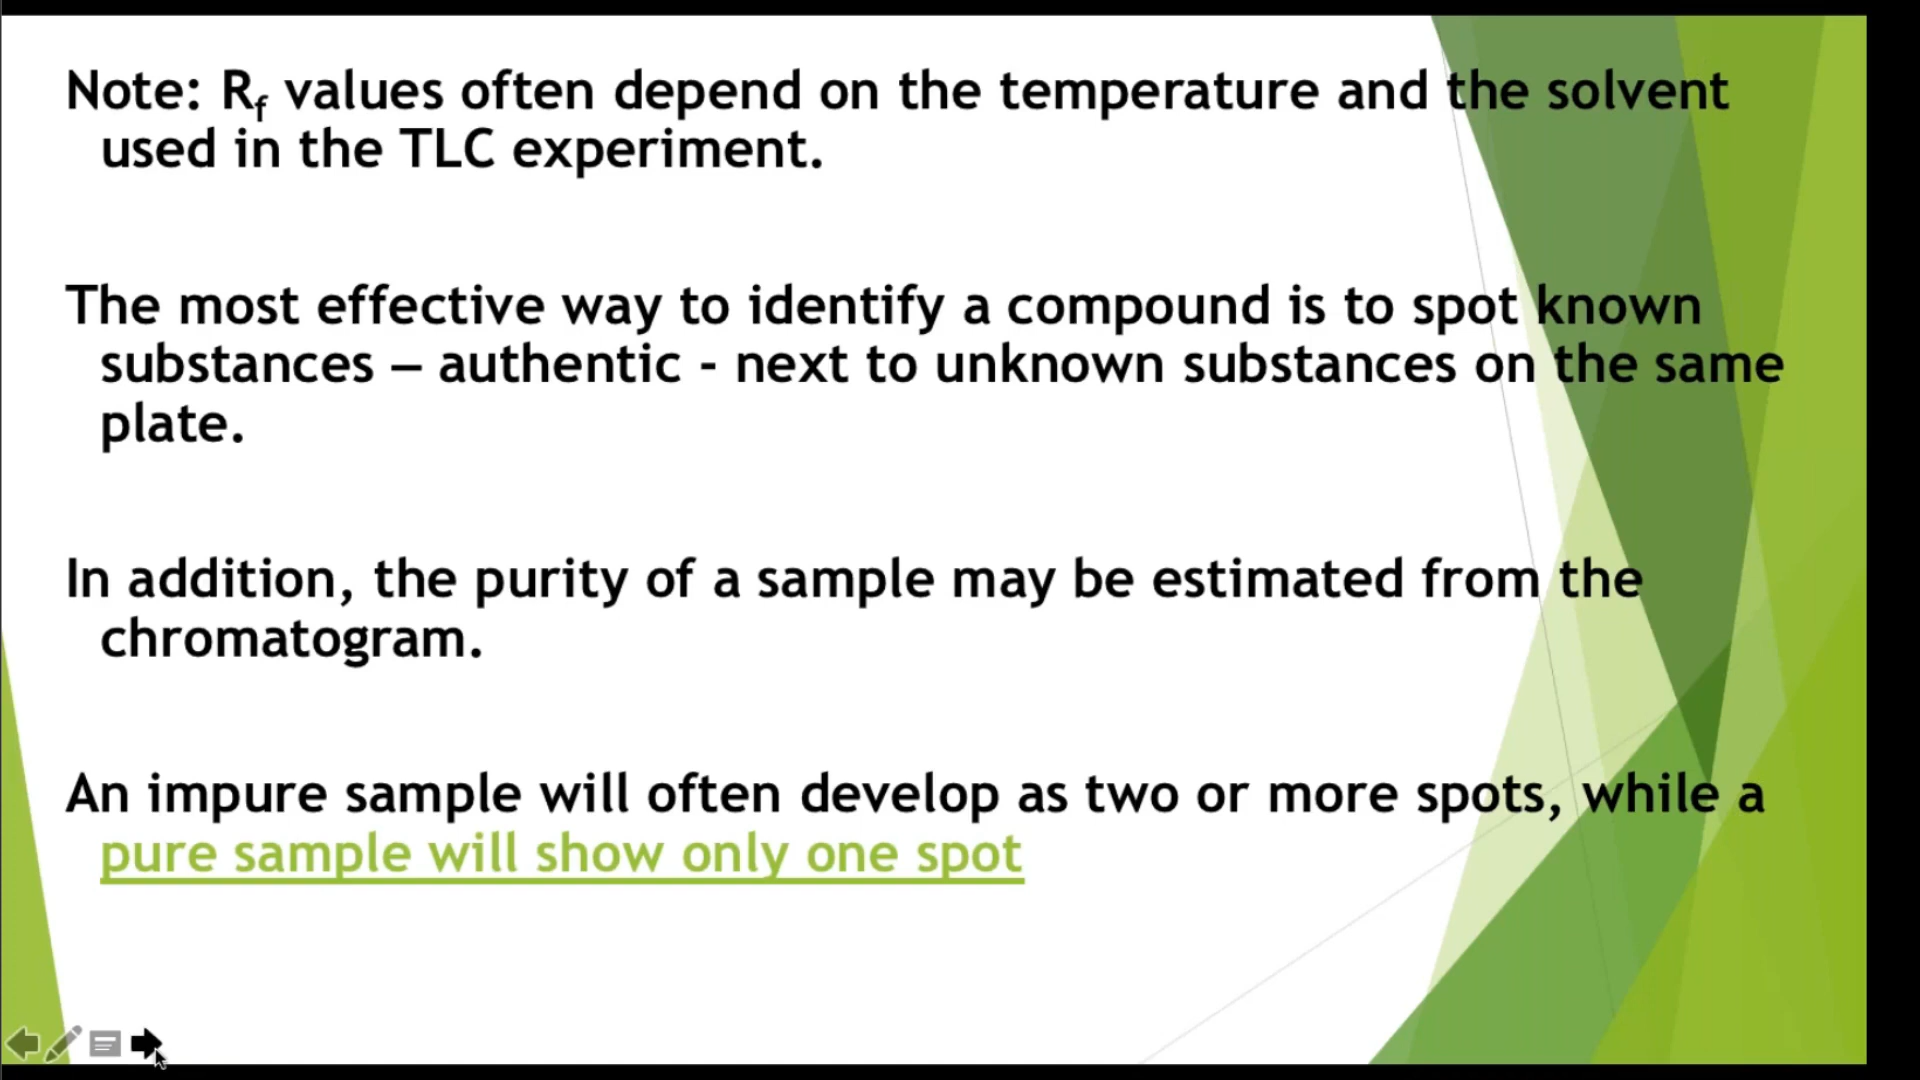 Note: Rf values often depend on the temperature and the solvent
used in the TLC experiment.
The most effective way to identify a compound is to spot known
substances – authentic - next to unknown substances on the same
plate.
In addition, the purity of a sample may be estimated from the
chromatogram.
An impure sample will often develop as two or more spots, while a
pure sample will show only one spot